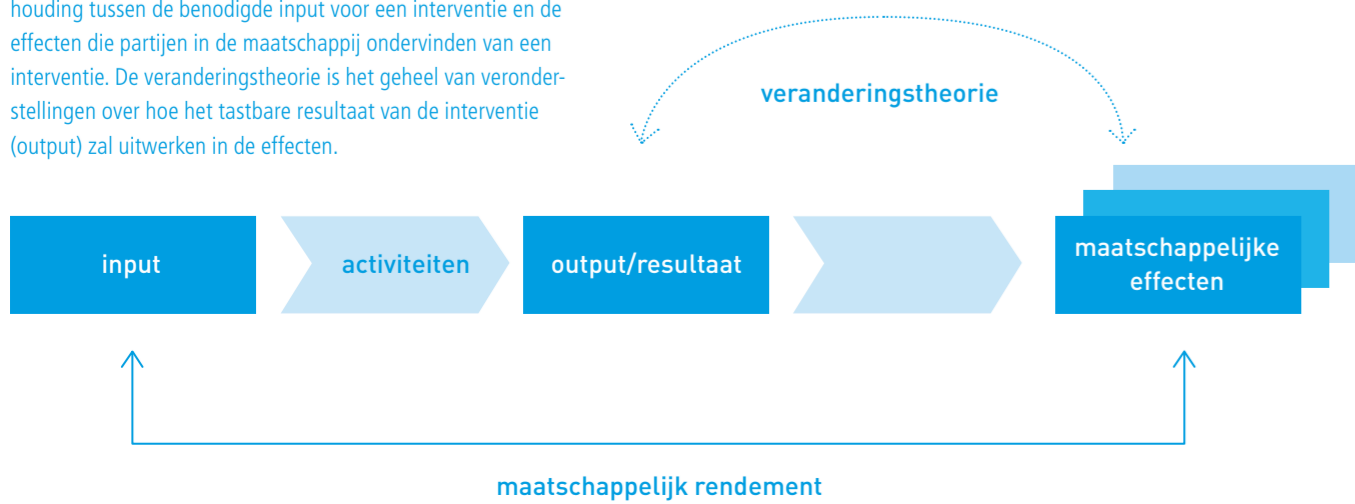 houding tussen de benodigde input voor een interventie en de
effecten die partijen in de maatschappij ondervinden van een
interventie. De veranderingstheorie is het geheel van veronder-
stellingen over hoe het tastbare resultaat van de interventie
(output) zal uitwerken in de effecten.
veranderingstheorie
input
activiteiten
output/resultaat
maatschappelijke
effecten
maatschappelijk rendement